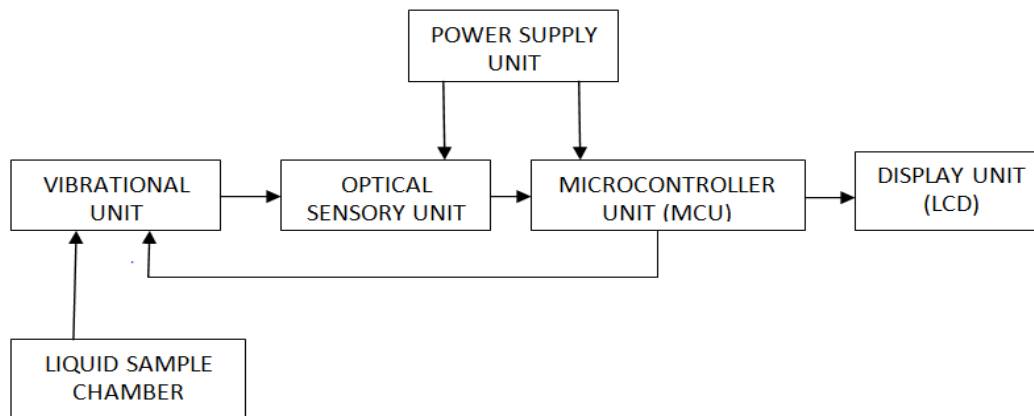 POWER SUPPLY
UNIT
VIBRATIONAL
UNIT
OPTICAL
SENSORY UNIT
MICROCONTROLLER
UNIT (MCU)
DISPLAY UNIT
(LCD)
LIQUID SAMPLE
CHAMBER